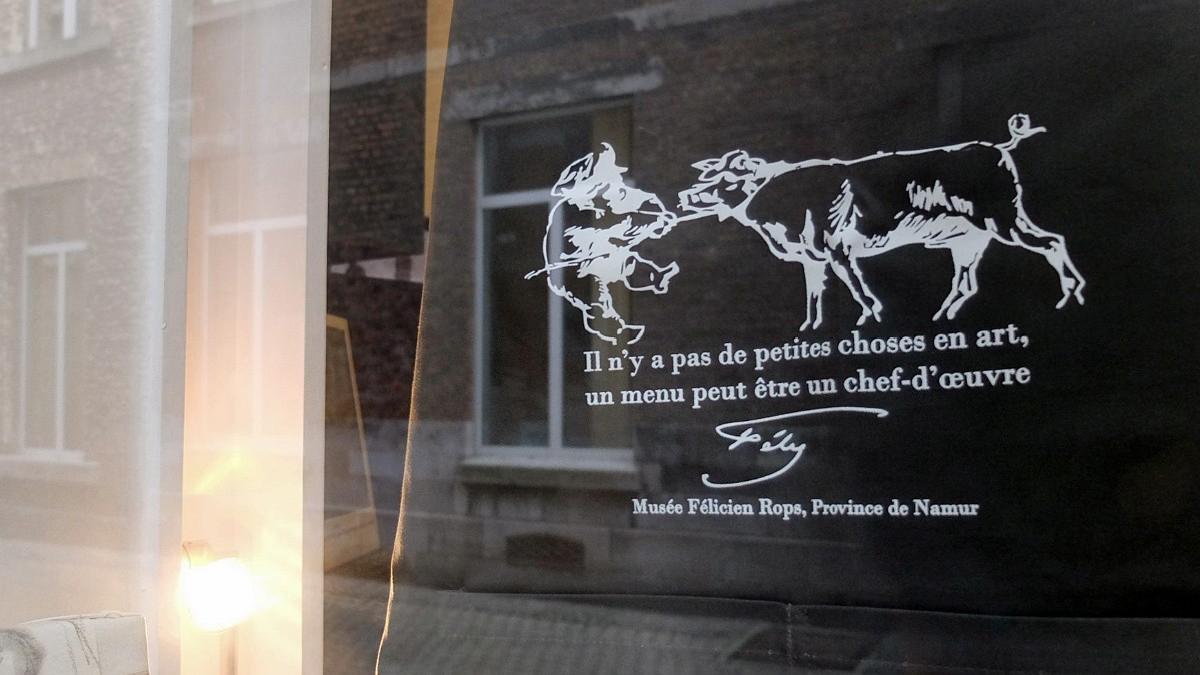 Il n'y a pas de petites choses en art,
un menu peut être un chef-d'œuvre
Fély
Musée Félicien Rops, Province de Namur